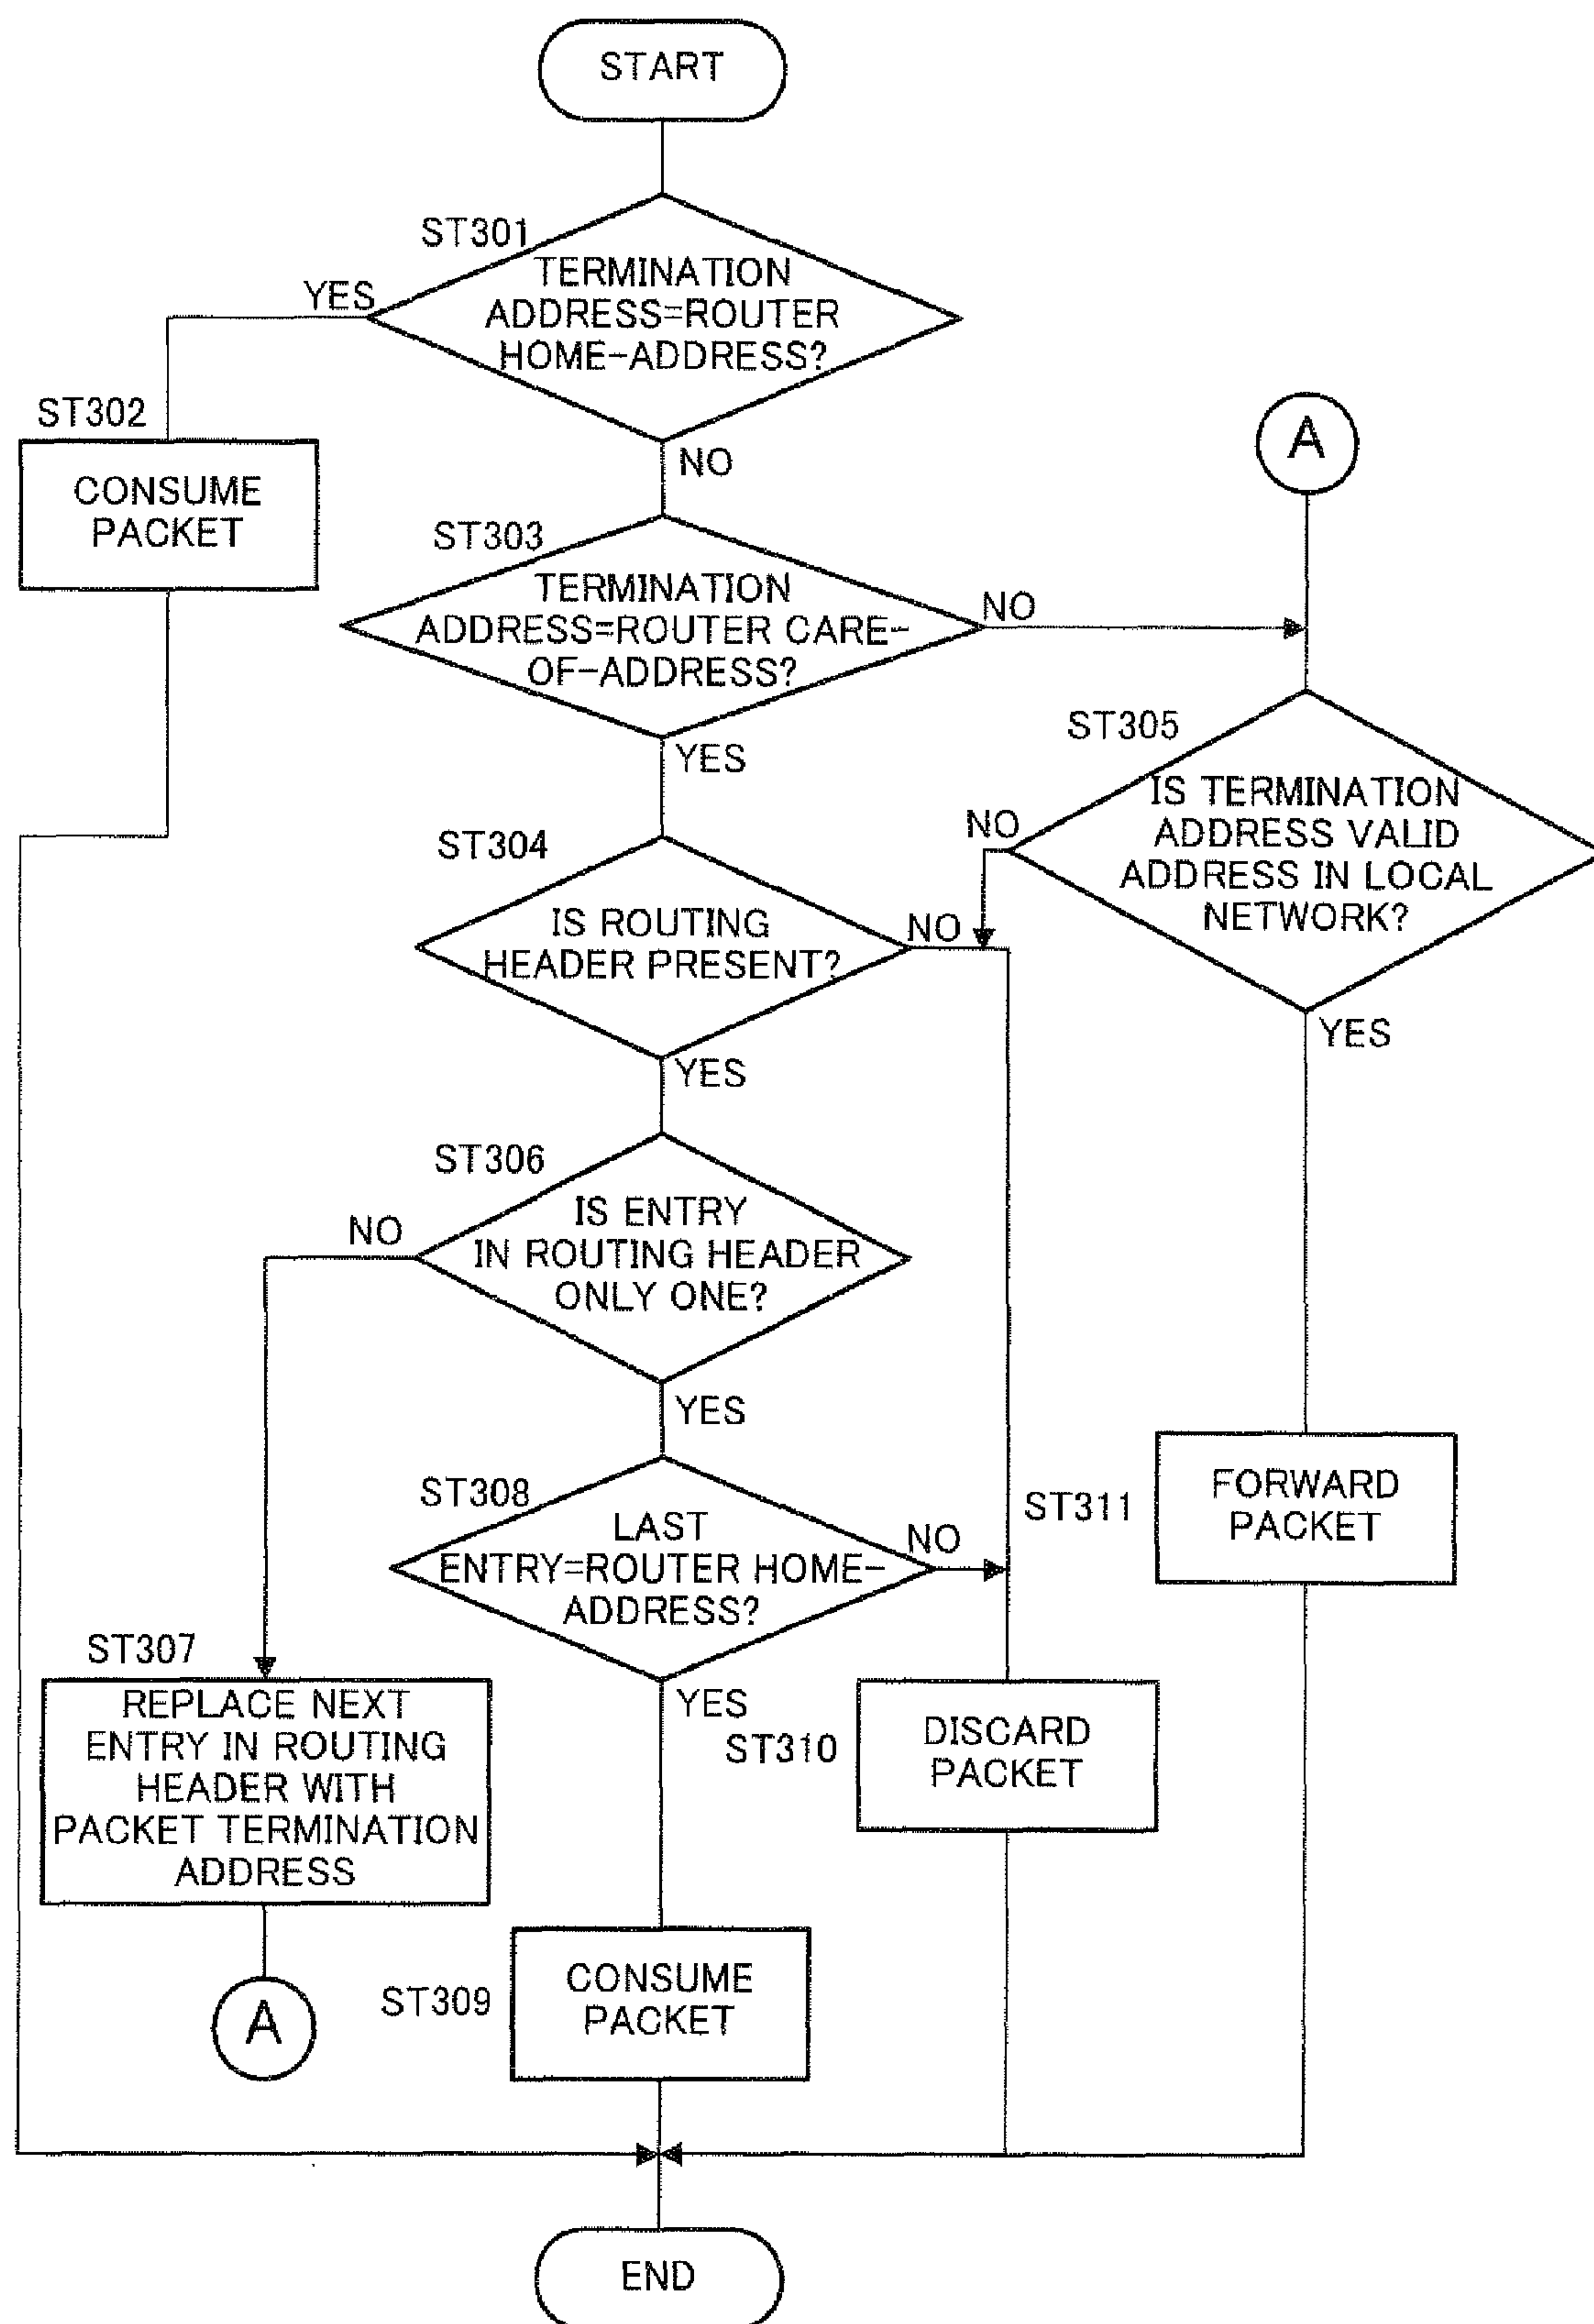 START
ST301
TERMINATION
ADDRESS=ROUTER
HOME-ADDRESS?
YES
NO
ST302
CONSUME
PACKET
A
ST303
TERMINATION
ADDRESS=ROUTER CARE-
OF-ADDRESS?
NO
YES
ST305
IS TERMINATION
ADDRESS VALID
ADDRESS IN LOCAL
NETWORK?
NO
YES
ST304
IS ROUTING
HEADER PRESENT?
NO
YES
ST306
IS ENTRY
IN ROUTING HEADER
ONLY ONE?
NO
YES
ST308
LAST
ENTRY=ROUTER HOME-
ADDRESS?
NO
YES
ST311
FORWARD
PACKET
ST307
REPLACE NEXT
ENTRY IN ROUTING
HEADER WITH
PACKET TERMINATION
ADDRESS
ST310
DISCARD
PACKET
A
ST309
CONSUME
PACKET
END